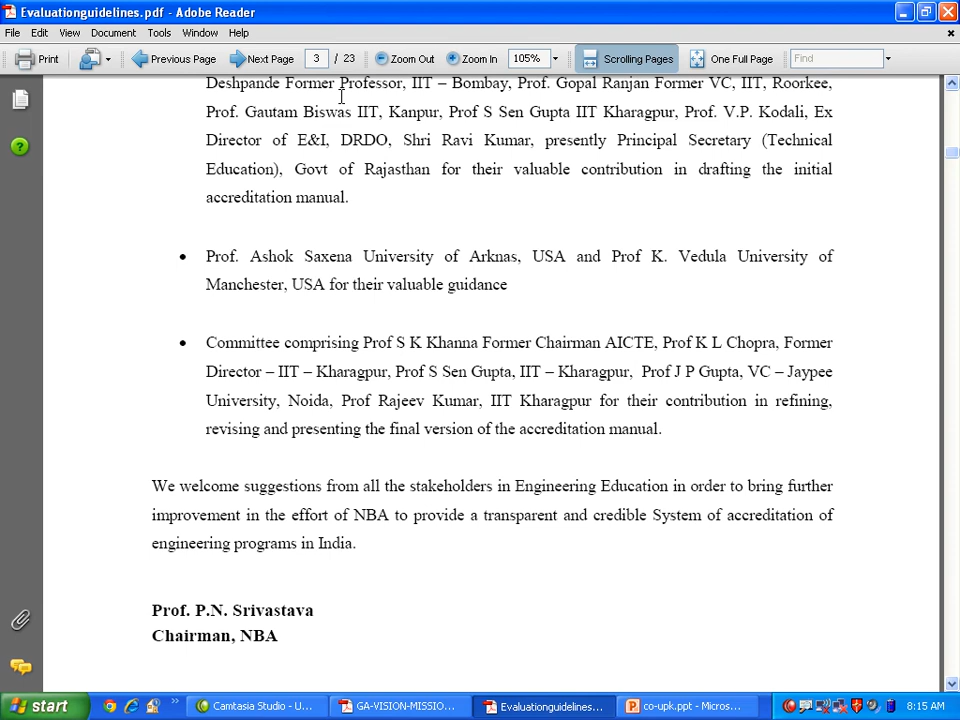 Evaluationguidelines.pdf - Adobe Reader
File Edit View Document Tools Window Help
Print Previous Page Next Page 3 / 23 Zoom Out Zoom In 105% Scrolling Pages One Full Page Find
Deshpande Former Professor, IIT – Bombay, Prof. Gopal Ranjan Former VC, IIT, Roorkee,
Prof. Gautam Biswas IIT, Kanpur, Prof S Sen Gupta IIT Kharagpur, Prof. V.P. Kodali, Ex
Director of E&I, DRDO, Shri Ravi Kumar, presently Principal Secretary (Technical
Education), Govt of Rajasthan for their valuable contribution in drafting the initial
accreditation manual.
• Prof. Ashok Saxena University of Arknas, USA and Prof K. Vedula University of
Manchester, USA for their valuable guidance
• Committee comprising Prof S K Khanna Former Chairman AICTE, Prof K L Chopra, Former
Director – IIT – Kharagpur, Prof S Sen Gupta, IIT – Kharagpur, Prof J P Gupta, VC – Jaypee
University, Noida, Prof Rajeev Kumar, IIT Kharagpur for their contribution in refining,
revising and presenting the final version of the accreditation manual.
We welcome suggestions from all the stakeholders in Engineering Education in order to bring further
improvement in the effort of NBA to provide a transparent and credible System of accreditation of
engineering programs in India.
Prof. P.N. Srivastava
Chairman, NBA
start Camtasia Studio - U... GA-VISION-MISSIO... Evaluationguidelines... co-upk.ppt - Micros... 8:15 AM